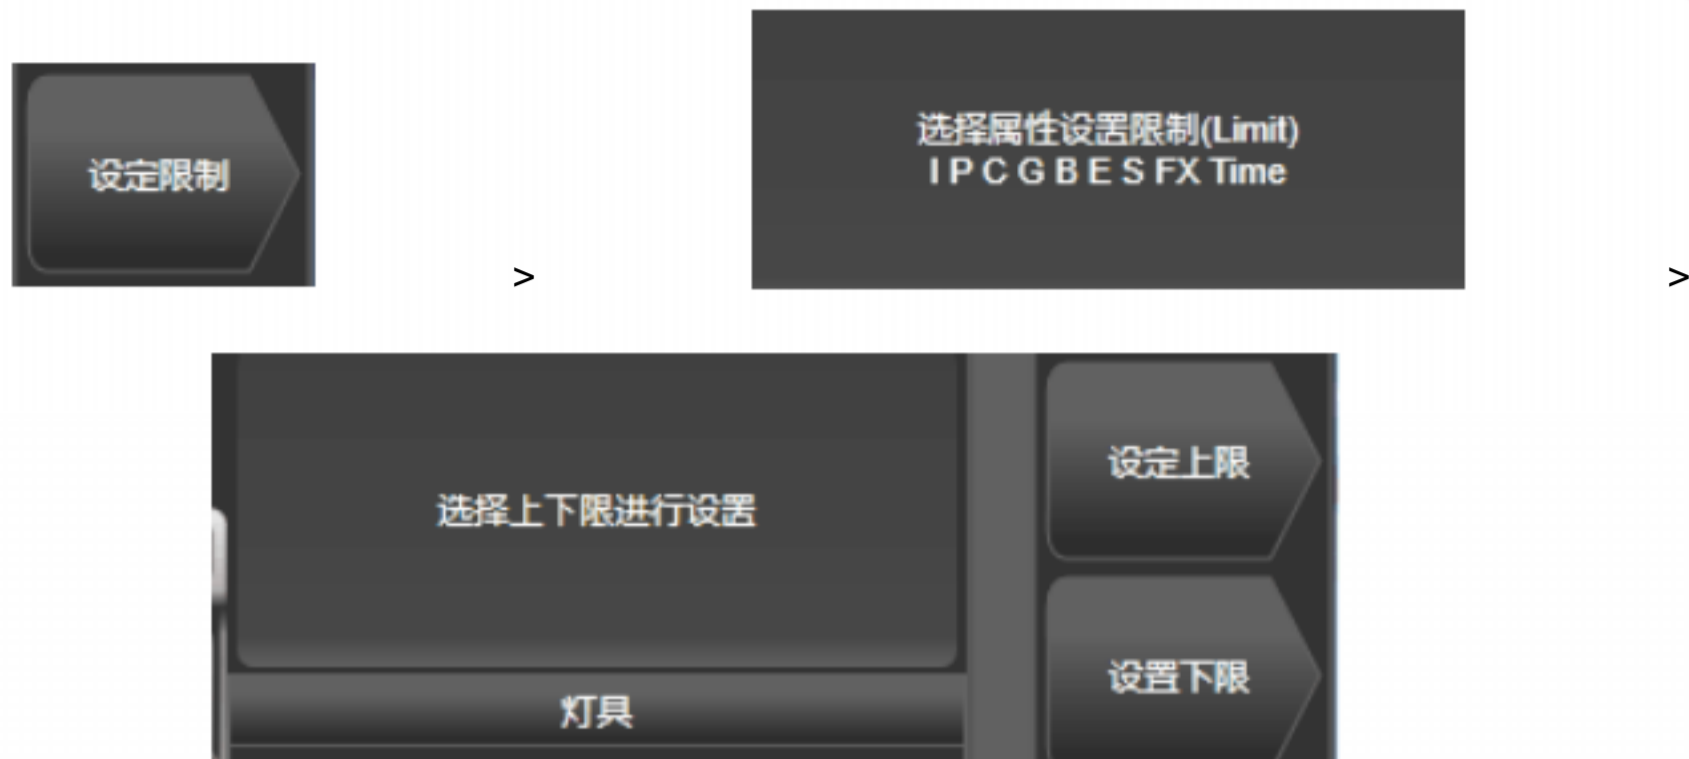 设定限制
>
选择属性设置限制(Limit)
I P C G B E S FX Time
>
选择上下限进行设置
设定上限
设置下限
灯具